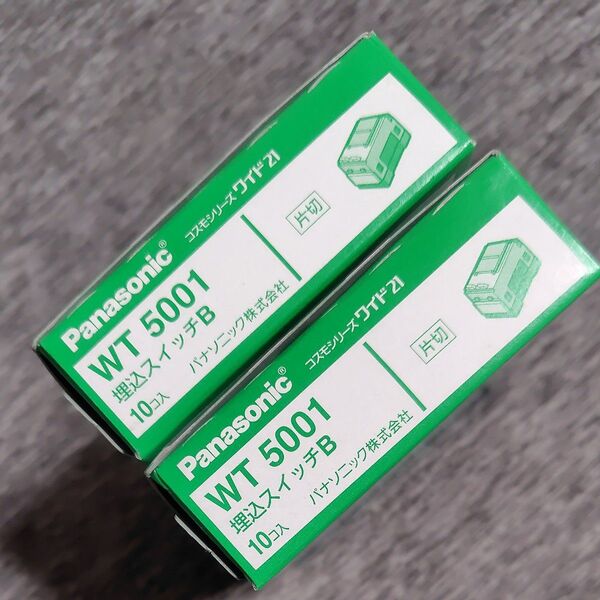 Panasonic®
コスモシリーズ ワイド21
WT 5001
埋込スイッチB
10コ入
パナソニック株式会社
片切
Panasonic®
コスモシリーズ ワイド21
WT 5001
埋込スイッチB
10コ入
パナソニック株式会社
片切